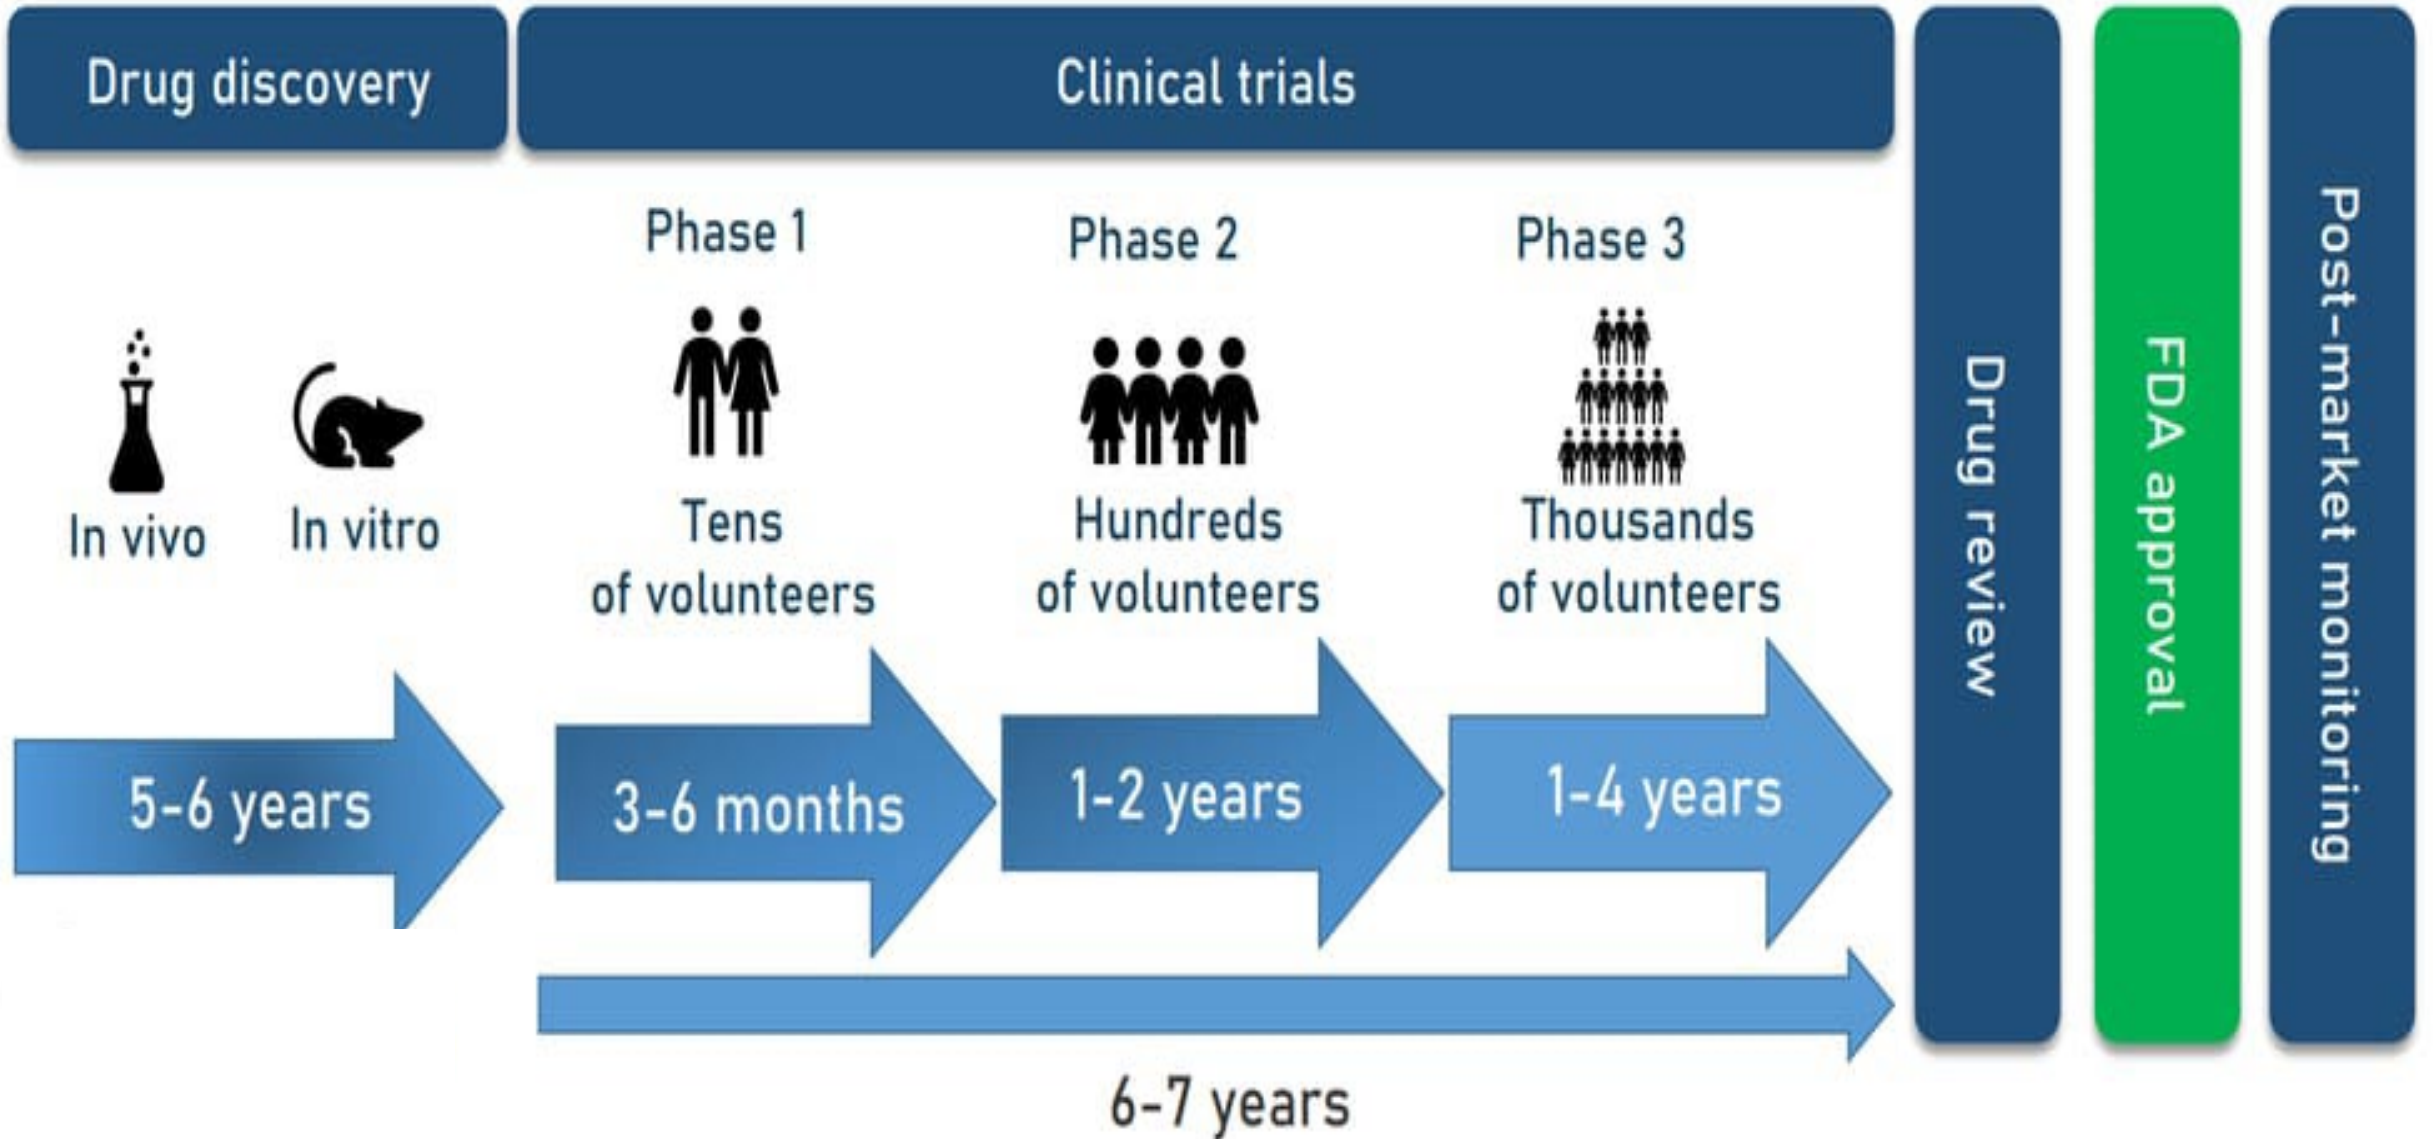 Drug discovery
Clinical trials
Phase 1
Phase 2
Phase 3
In vivo
In vitro
Tens
of volunteers
Hundreds
of volunteers
Thousands
of volunteers
5-6 years
3-6 months
1-2 years
1-4 years
6-7 years
Drug review
FDA approval
Post-market monitoring